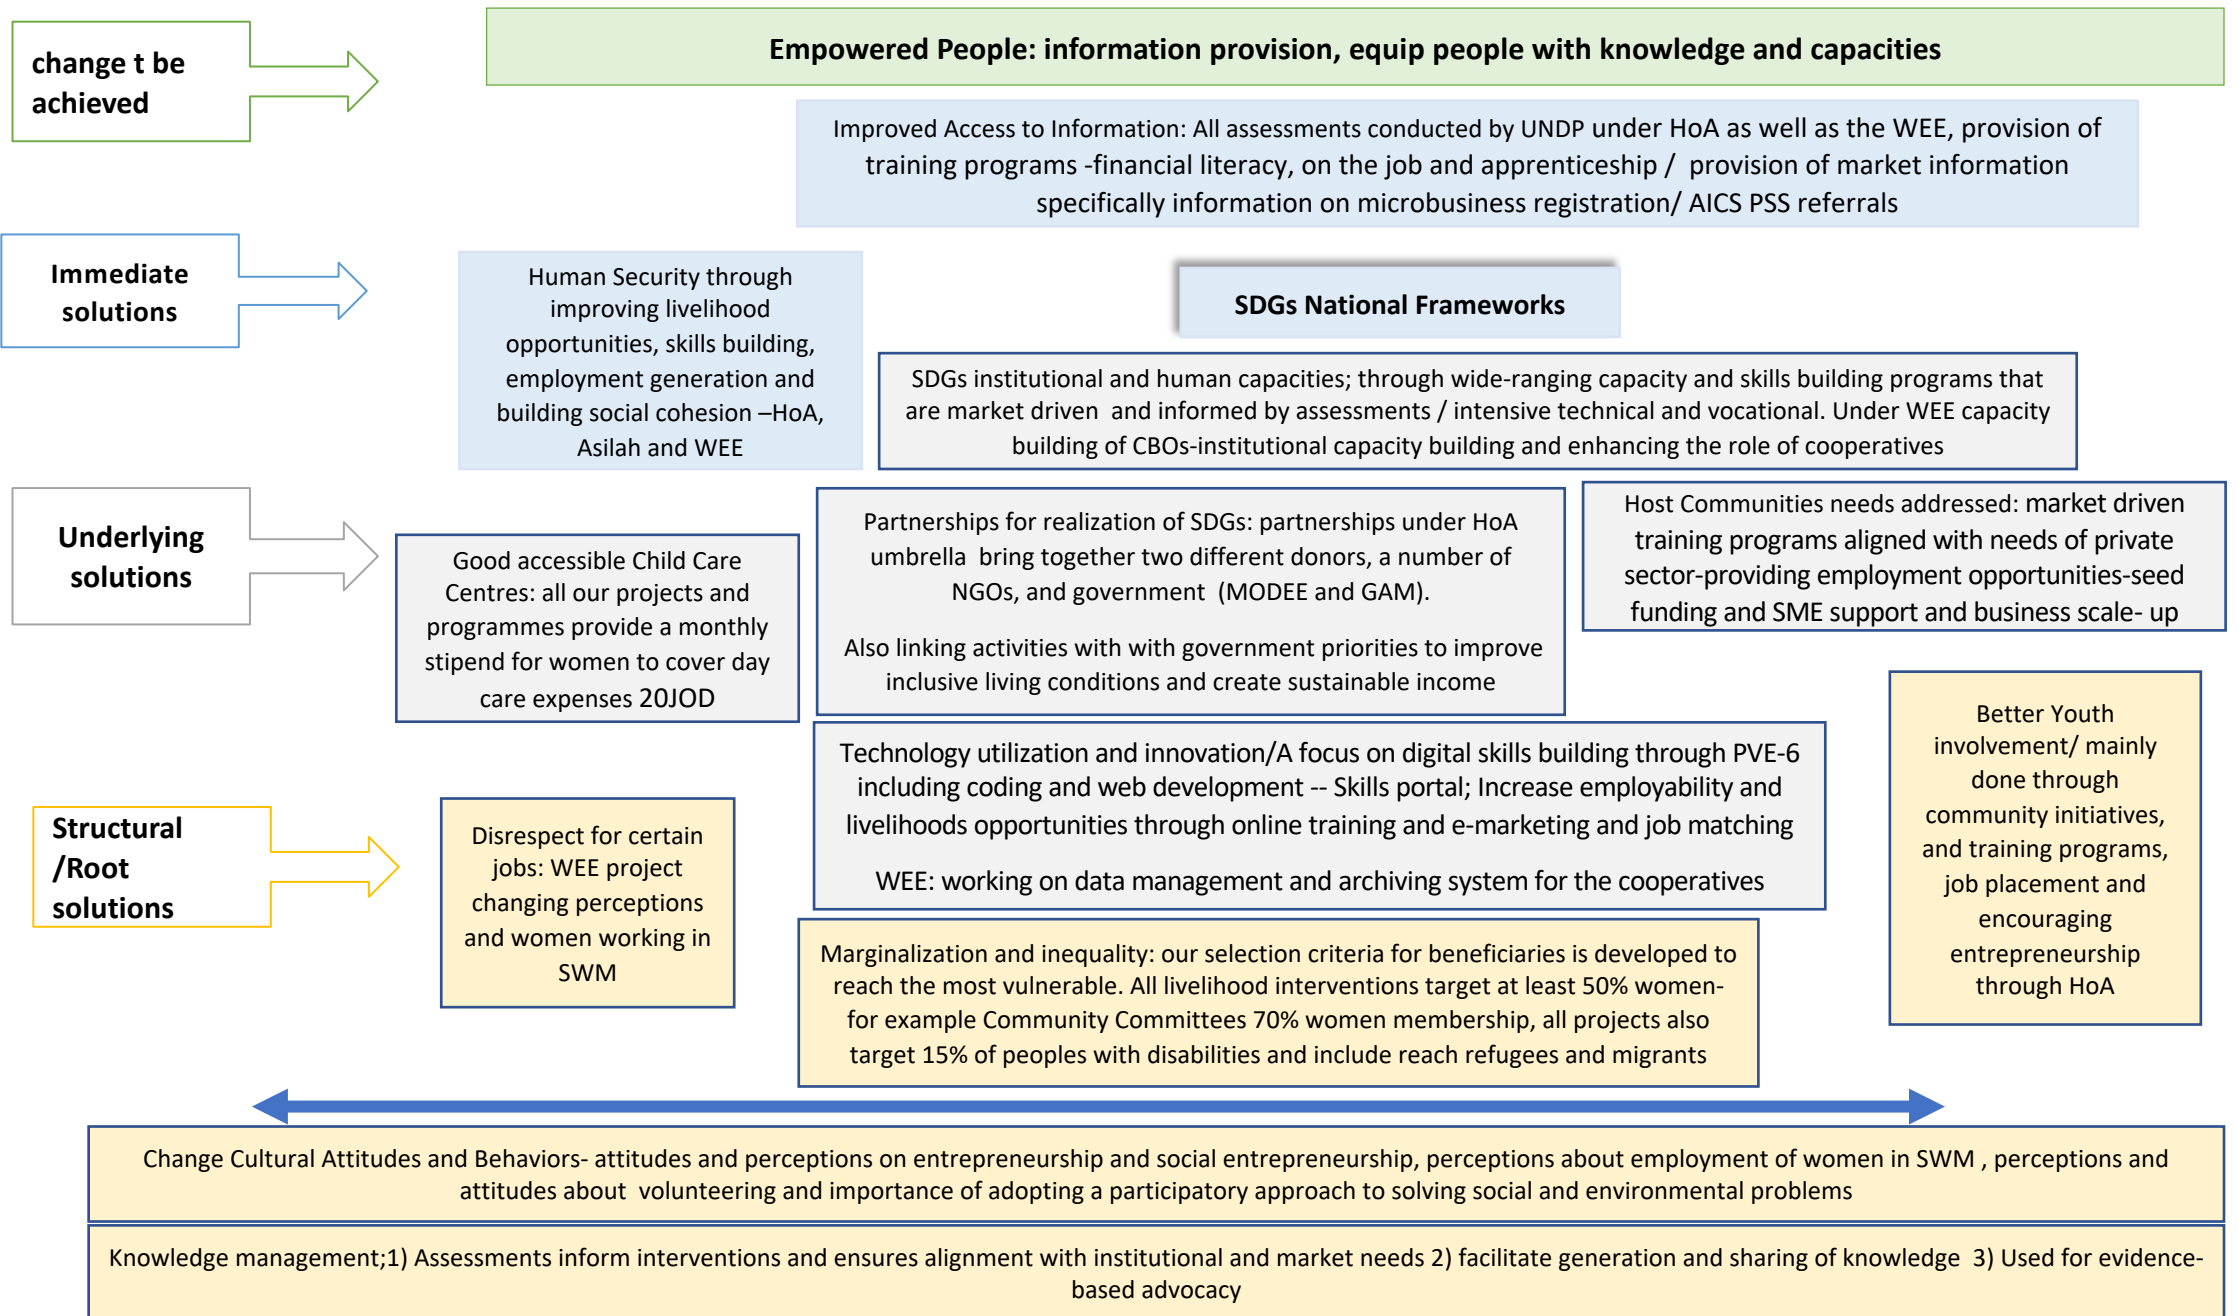 change t be
achieved
Empowered People: information provision, equip people with knowledge and capacities
Improved Access to Information: All assessments conducted by UNDP under HoA as well as the WEE, provision of
training programs -financial literacy, on the job and apprenticeship / provision of market information
specifically information on microbusiness registration/ AICS PSS referrals
Immediate
solutions
Human Security through
improving livelihood
opportunities, skills building,
employment generation and
building social cohesion –HoA,
Asilah and WEE
SDGs National Frameworks
SDGs institutional and human capacities; through wide-ranging capacity and skills building programs that
are market driven and informed by assessments / intensive technical and vocational. Under WEE capacity
building of CBOs-institutional capacity building and enhancing the role of cooperatives
Underlying
solutions
Good accessible Child Care
Centres: all our projects and
programmes provide a monthly
stipend for women to cover day
care expenses 20JOD
Partnerships for realization of SDGs: partnerships under HoA
umbrella bring together two different donors, a number of
NGOs, and government (MODEE and GAM).
Also linking activities with with government priorities to improve
inclusive living conditions and create sustainable income
Host Communities needs addressed: market driven
training programs aligned with needs of private
sector-providing employment opportunities-seed
funding and SME support and business scale- up
Technology utilization and innovation/A focus on digital skills building through PVE-6
including coding and web development -- Skills portal; Increase employability and
livelihoods opportunities through online training and e-marketing and job matching
WEE: working on data management and archiving system for the cooperatives
Better Youth
involvement/ mainly
done through
community initiatives,
and training programs,
job placement and
encouraging
entrepreneurship
through HoA
Structural
/Root
solutions
Disrespect for certain
jobs: WEE project
changing perceptions
and women working in
SWM
Marginalization and inequality: our selection criteria for beneficiaries is developed to
reach the most vulnerable. All livelihood interventions target at least 50% women-
for example Community Committees 70% women membership, all projects also
target 15% of peoples with disabilities and include reach refugees and migrants
Change Cultural Attitudes and Behaviors- attitudes and perceptions on entrepreneurship and social entrepreneurship, perceptions about employment of women in SWM , perceptions and
attitudes about volunteering and importance of adopting a participatory approach to solving social and environmental problems
Knowledge management;1) Assessments inform interventions and ensures alignment with institutional and market needs 2) facilitate generation and sharing of knowledge 3) Used for evidence-
based advocacy